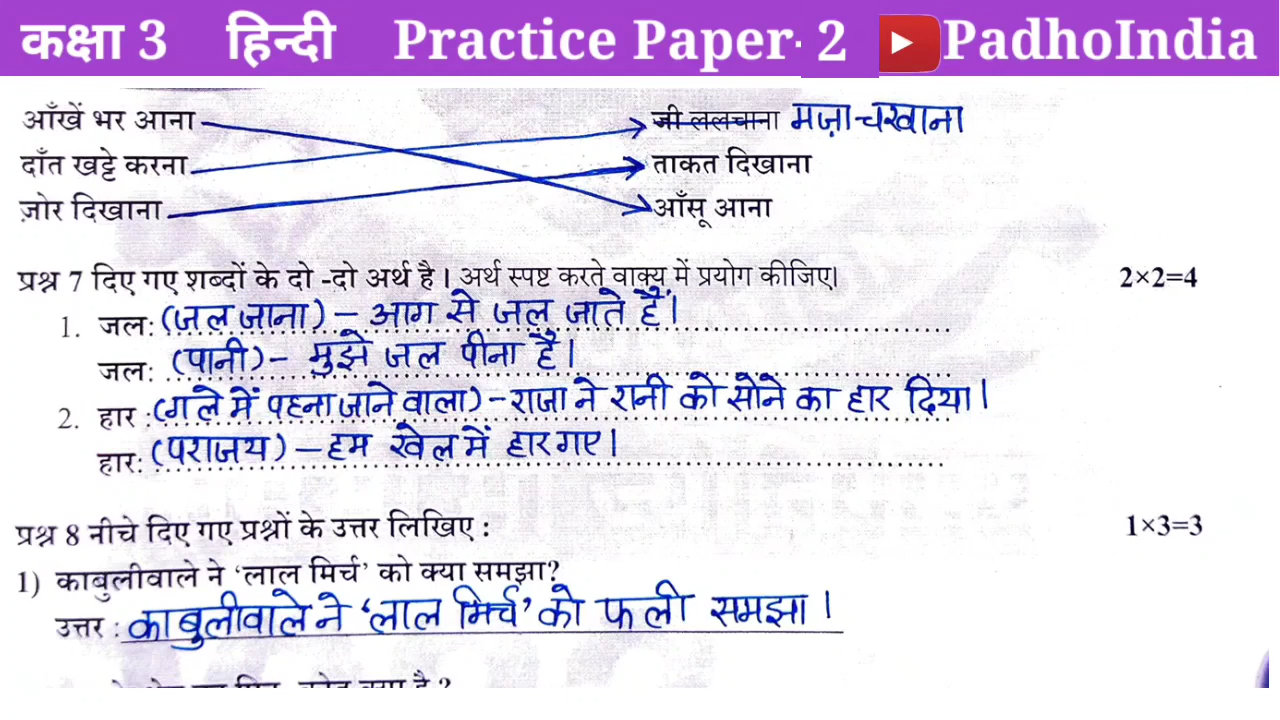 कक्षा 3 हिन्दी Practice Paper- 2 PadhoIndia
आँखें भर आना जी ललचाना मज़ा चखाना
दाँत खट्टे करना ताकत दिखाना
ज़ोर दिखाना आँसू आना
प्रश्न 7 दिए गए शब्दों के दो -दो अर्थ है । अर्थ स्पष्ट करते वाक्य में प्रयोग कीजिए। 2×2=4
1. जल: (जल जाना) – आग से जल जाते हैं।
जल: (पानी) – मुझे जल पीना है।
2. हार : (गले में पहना जाने वाला) – राजा ने रानी को सोने का हार दिया।
हार: (पराजय) – हम खेल में हार गए।
प्रश्न 8 नीचे दिए गए प्रश्नों के उत्तर लिखिए : 1×3=3
1) काबुलीवाले ने ‘लाल मिर्च’ को क्या समझा?
उत्तर : काबुलीवाले ने ‘लाल मिर्च’ को फली समझा।